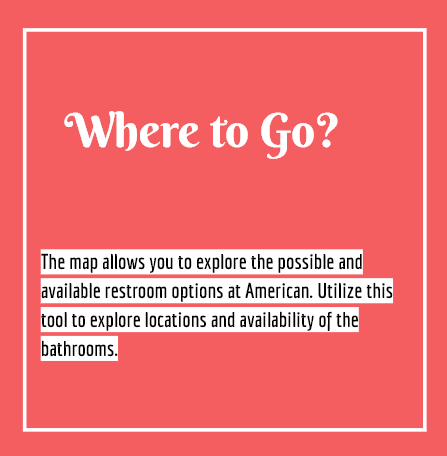 Where to Go?
The map allows you to explore the possible and
available restroom options at American. Utilize this
tool to explore locations and availability of the
bathrooms.